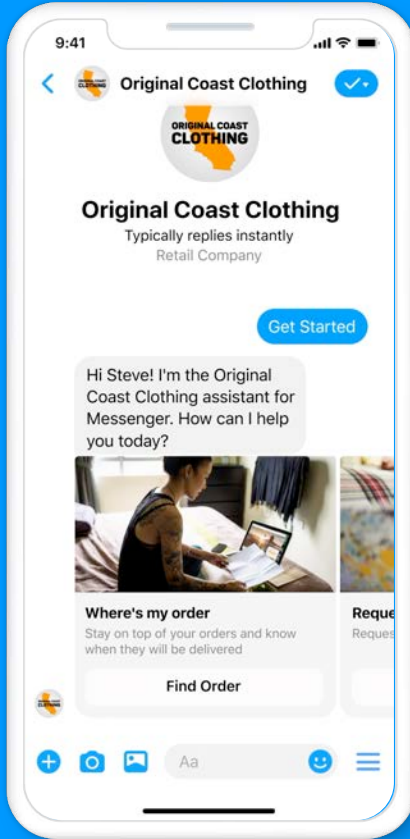 9:41
Original Coast Clothing
ORIGINAL COAST
CLOTHING
Original Coast Clothing
Typically replies instantly
Retail Company
Get Started
Hi Steve! I'm the Original
Coast Clothing assistant for
Messenger. How can I help
you today?
Where's my order
Stay on top of your orders and know
when they will be delivered
Find Order
Reque
Reques
Aa